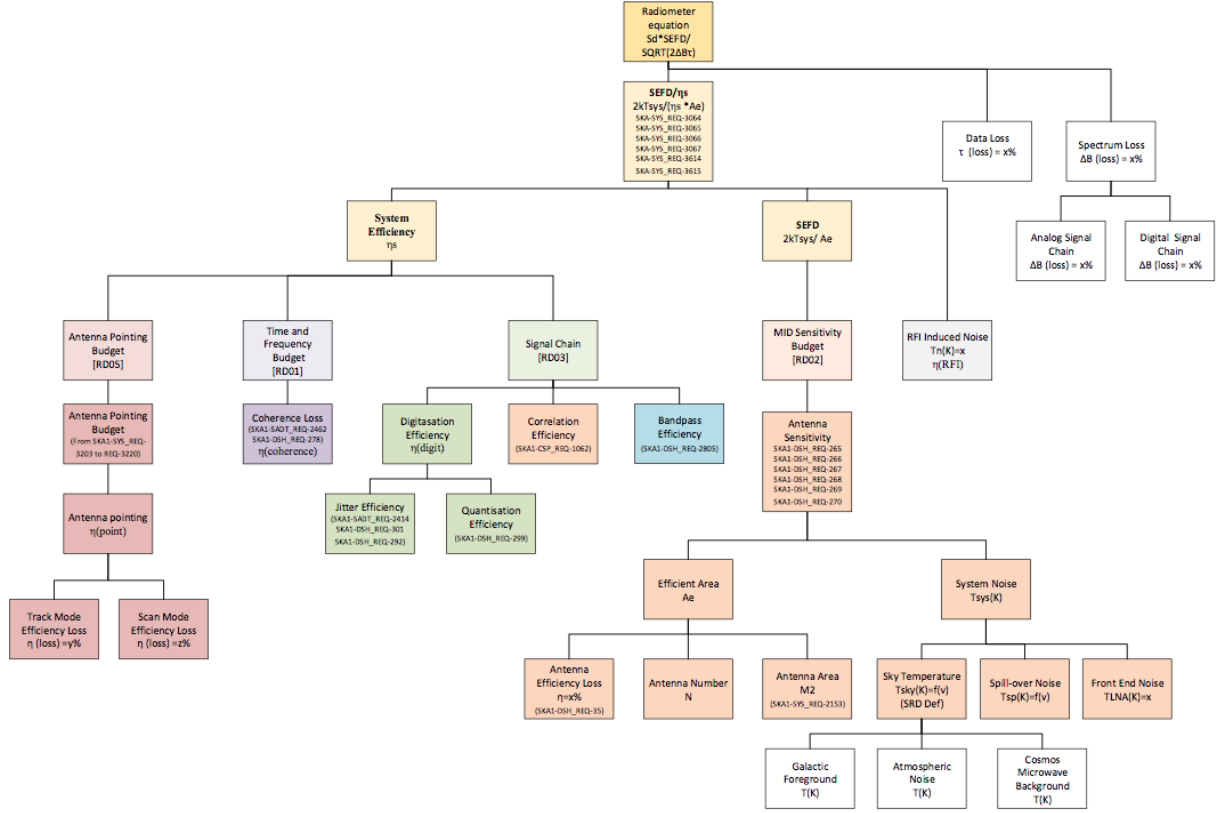 Radiometer
equation
Sd*SEFD/
SQRT(2ΔBτ)
SEFD/ηs
2kTsys/(ηs *Ae)
SKA-SYS_REQ-3064
SKA-SYS_REQ-3065
SKA-SYS_REQ-3066
SKA-SYS_REQ-3067
SKA-SYS_REQ-3614
SKA-SYS_REQ-3615
Data Loss
τ (loss) = x%
Spectrum Loss
ΔB (loss) = x%
Analog Signal
Chain
ΔB (loss) = x%
Digital Signal
Chain
ΔB (loss) = x%
System
Efficiency
ηs
SEFD
2kTsys/ Ae
Antenna Pointing
Budget
[RD05]
Time and
Frequency
Budget
[RD01]
Signal Chain
[RD03]
MID Sensitivity
Budget
[RD02]
RFI Induced Noise
Tn(K)=x
η(RFI)
Antenna Pointing
Budget
(From SKA1-SYS_REQ-
3203 to REQ-3220)
Coherence Loss
(SKA1-SADT_REQ-2462
SKA1-DSH_REQ-278)
η(coherence)
Digitasation
Efficiency
η(digit)
Correlation
Efficiency
(SKA1-CSP_REQ-1062)
Bandpass
Efficiency
(SKA1-DSH_REQ-2805)
Antenna
Sensitivity
SKA1-DSH_REQ-265
SKA1-DSH_REQ-266
SKA1-DSH_REQ-267
SKA1-DSH_REQ-268
SKA1-DSH_REQ-269
SKA1-DSH_REQ-270
Antenna pointing
η(point)
Jitter Efficiency
(SKA1-SADT_REQ-2414
SKA1-DSH_REQ-301
SKA1-DSH_REQ-292)
Quantisation
Efficiency
(SKA1-DSH_REQ-299)
Efficient Area
Ae
System Noise
Tsys(K)
Track Mode
Efficiency Loss
η (loss) =y%
Scan Mode
Efficiency Loss
η (loss) =z%
Antenna
Efficiency Loss
η=x%
(SKA1-DSH_REQ-35)
Antenna Number
N
Antenna Area
M2
(SKA1-SYS_REQ-2153)
Sky Temperature
Tsky(K)=f(v)
(SRD Def)
Spill-over Noise
Tsp(K)=f(v)
Front End Noise
TLNA(K)=x
Galactic
Foreground
T(K)
Atmospheric
Noise
T(K)
Cosmos
Microwave
Background
T(K)